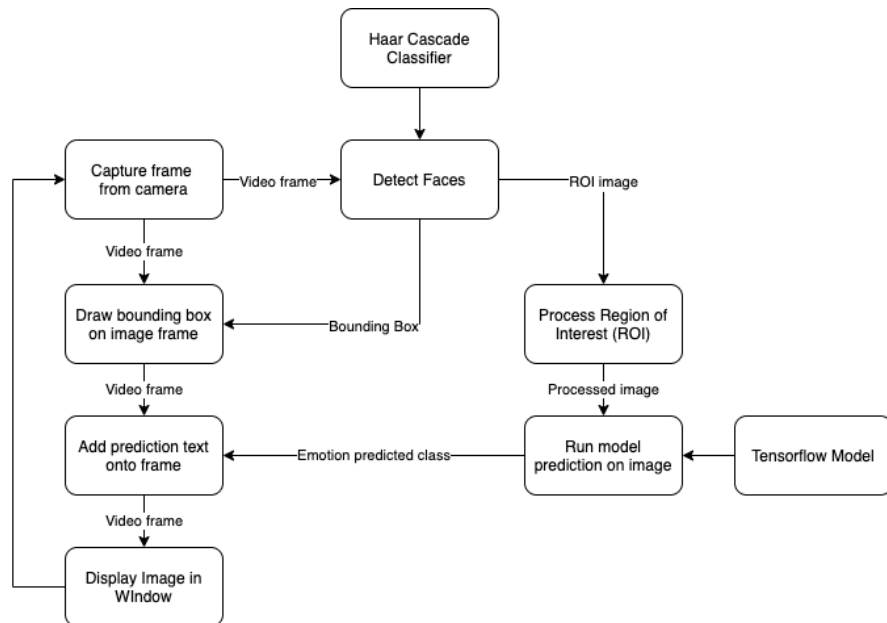 Haar Cascade
Classifier
Capture frame
from camera
Video frame
Detect Faces
ROI image
Video frame
Draw bounding box
on image frame
Bounding Box
Process Region of
Interest (ROI)
Video frame
Processed image
Add prediction text
onto frame
Emotion predicted class
Run model
prediction on image
Tensorflow Model
Video frame
Display Image in
WIndow